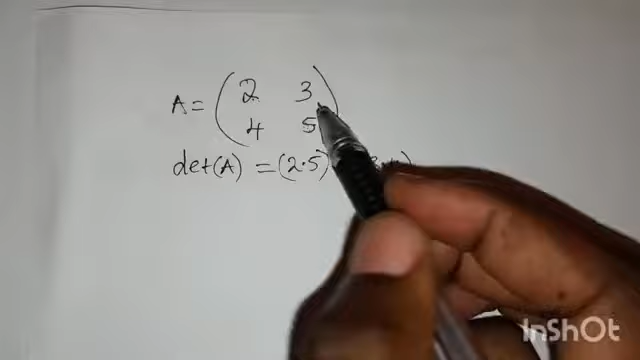 A = ( 2 3
4 5 )
det(A) = (2·5)
InShOt